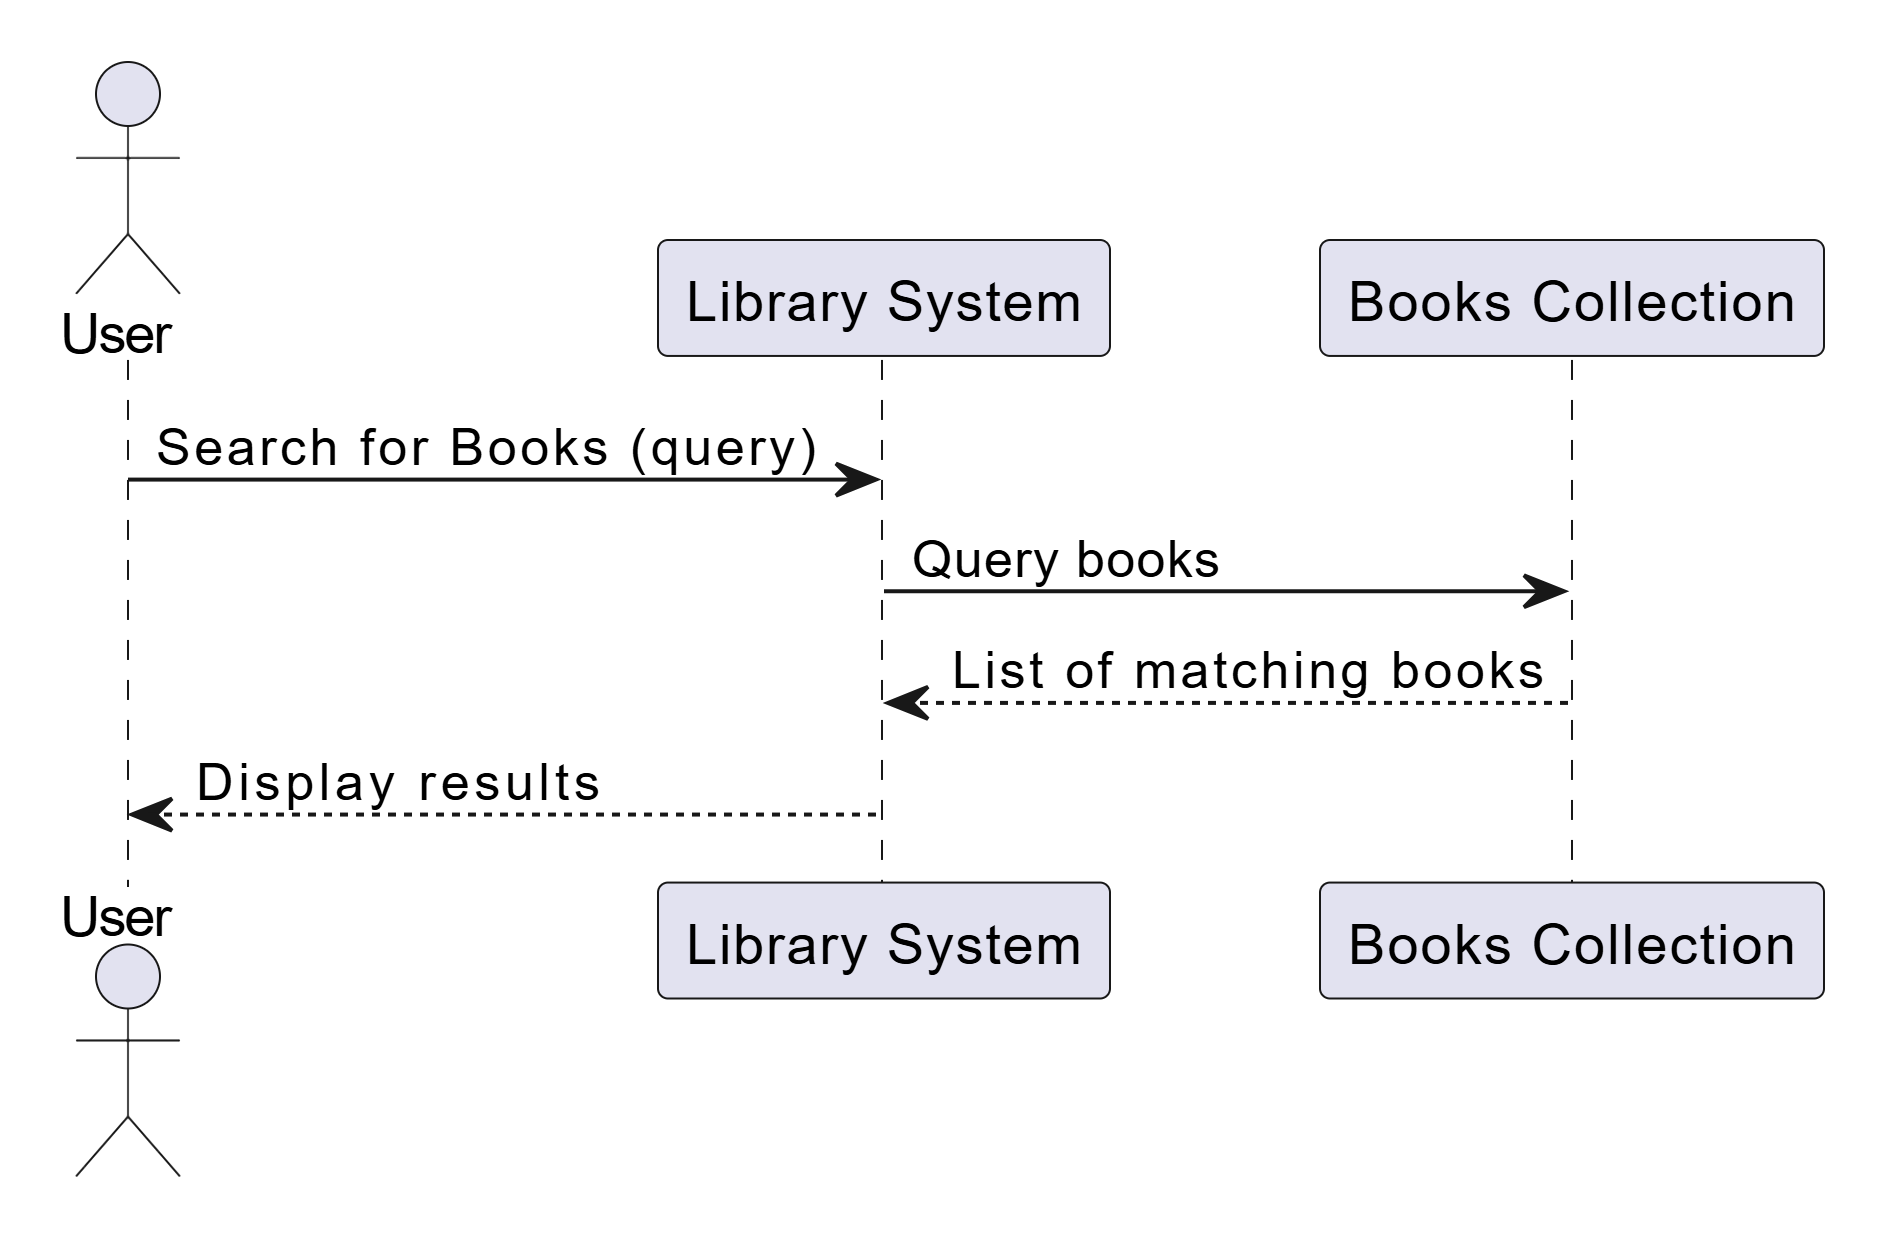 User
Library System
Books Collection
Search for Books (query)
Query books
List of matching books
Display results
User
Library System
Books Collection